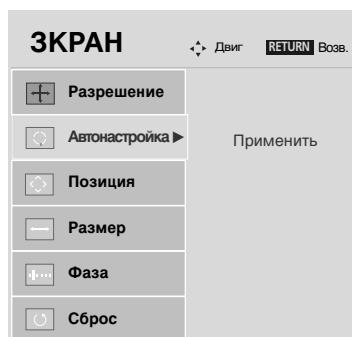 ЗКРАН
Двиг RETURN Возв.
Разрешение
Автонастройка ▶ Применить
Позиция
Размер
Фаза
Сброс